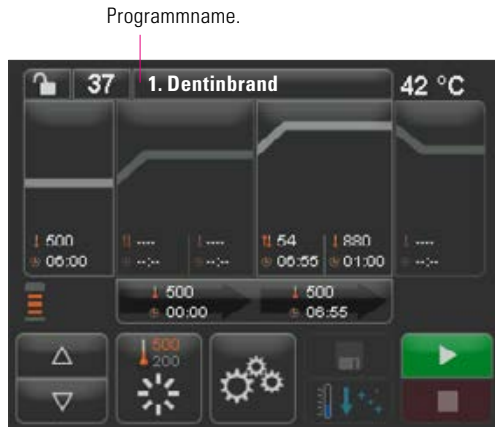 Programmname.
37 1. Dentinbrand 42 °C
500 ---- ---- 54 880 ----
06:00 --:-- --:-- 06:55 01:00 --:--
500 500
00:00 06:55
500
200